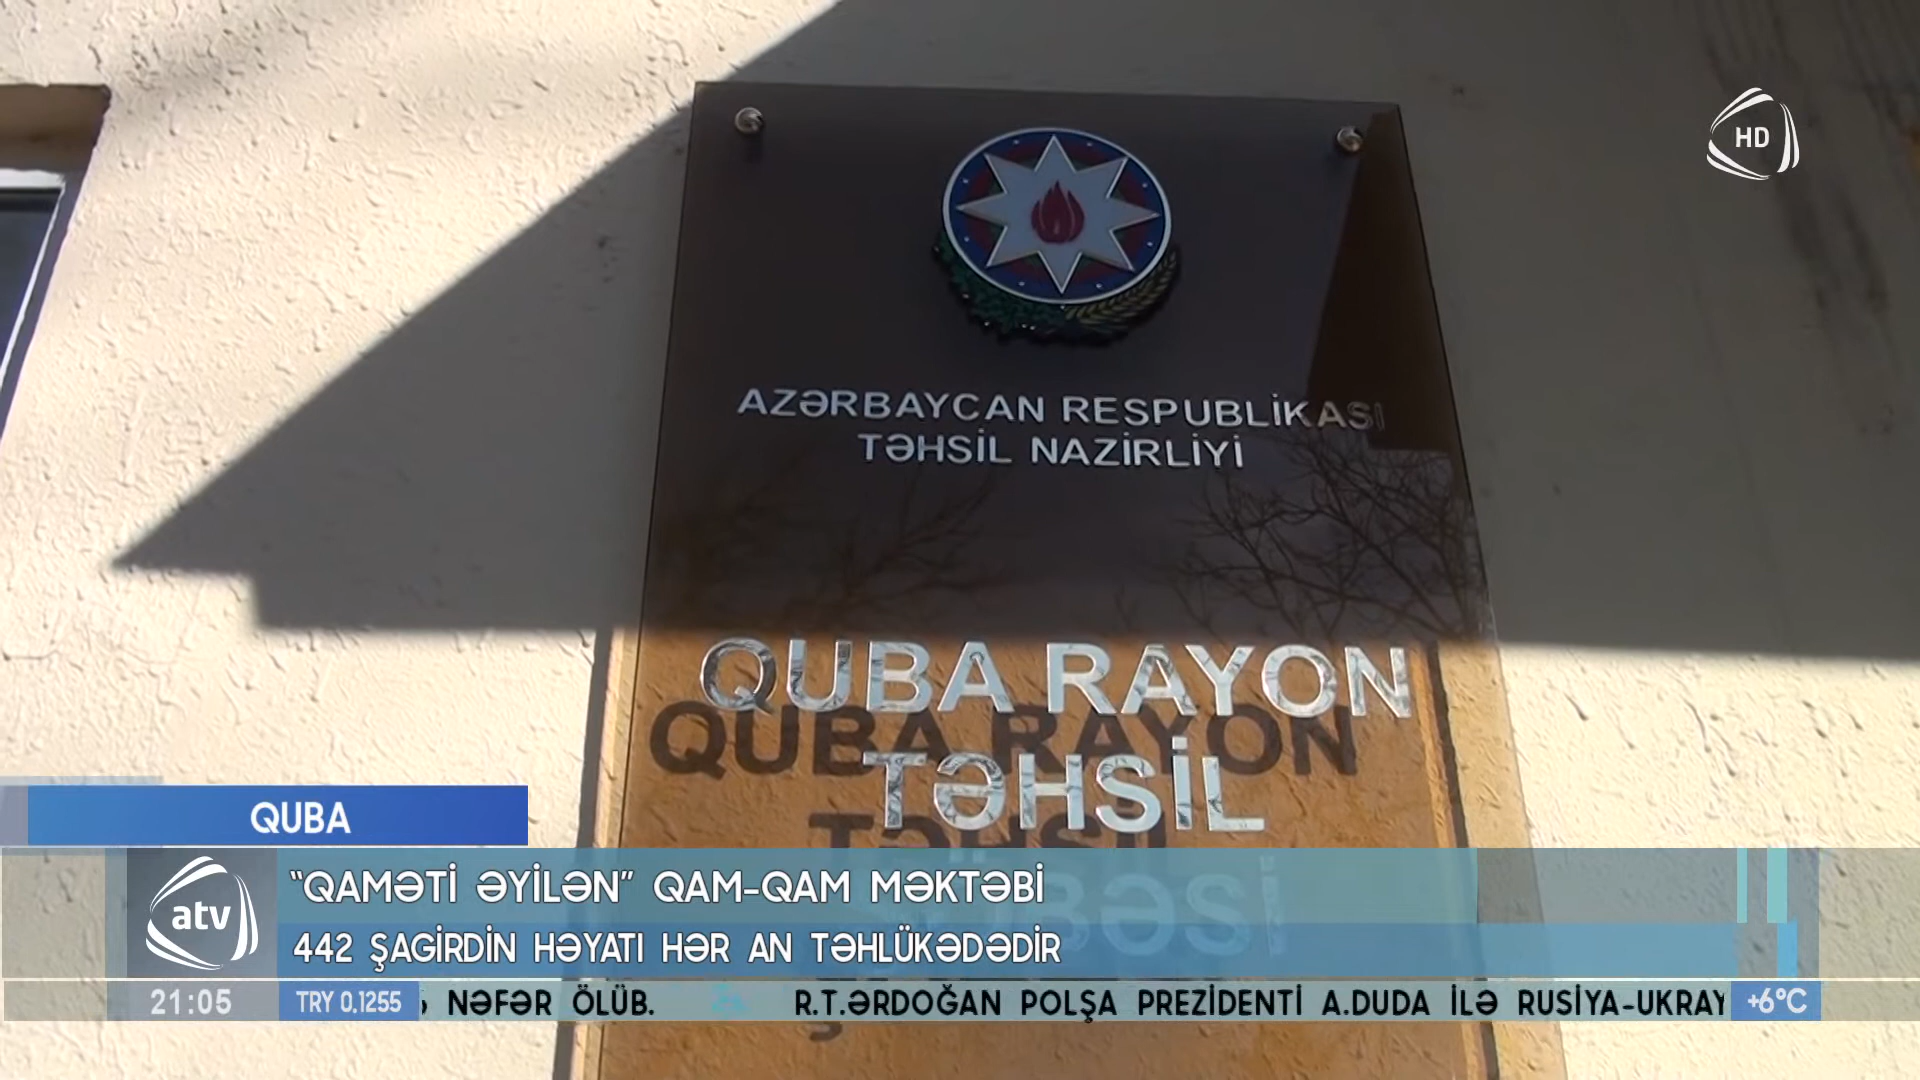 HD
AZƏRBAYCAN RESPUBLİKASI
TƏHSİL NAZİRLİYİ
QUBA RAYON
TƏHSİL
ŞÖBƏSİ
QUBA
atv
“QAMƏTİ ƏYİLƏN” QAM-QAM MƏKTƏBİ
442 ŞAGİRDİN HƏYATI HƏR AN TƏHLÜKƏDƏDİR
21:05 TRY 0,1255 NƏFƏR ÖLÜB. R.T.ƏRDOĞAN POLŞA PREZİDENTİ A.DUDA İLƏ RUSİYA-UKRAY +6°C